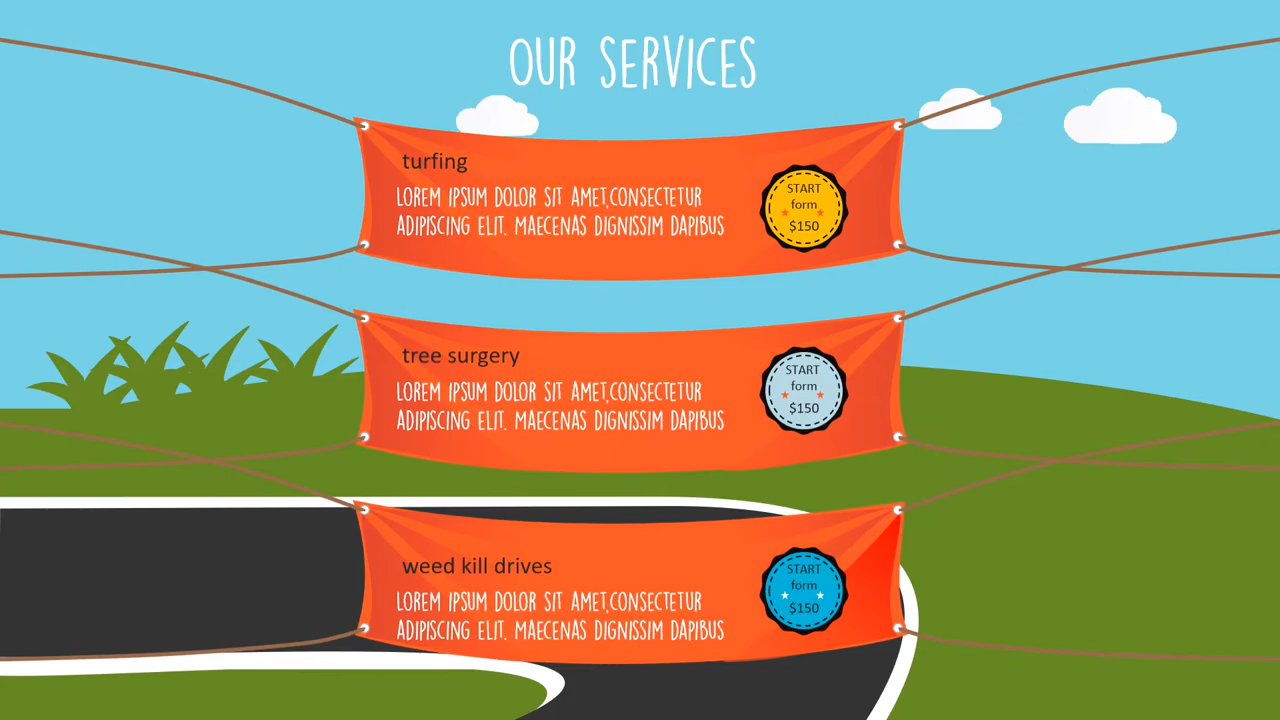 OUR SERVICES
turfing
LOREM IPSUM DOLOR SIT AMET,CONSECTETUR
ADIPISCING ELIT. MAECENAS DIGNISSIM DAPIBUS
START
form
$150
tree surgery
LOREM IPSUM DOLOR SIT AMET,CONSECTETUR
ADIPISCING ELIT. MAECENAS DIGNISSIM DAPIBUS
START
form
$150
weed kill drives
LOREM IPSUM DOLOR SIT AMET,CONSECTETUR
ADIPISCING ELIT. MAECENAS DIGNISSIM DAPIBUS
START
form
$150